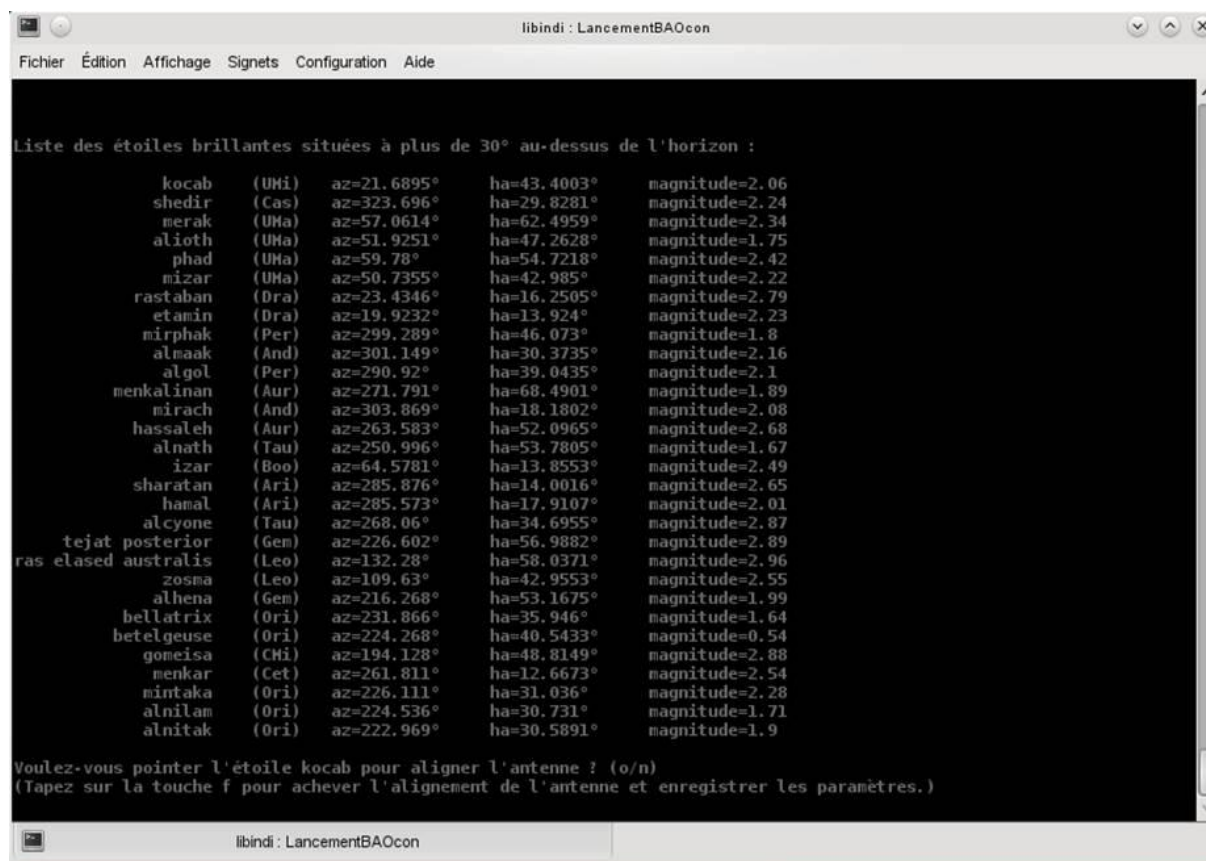 libindi : LancementBAOcon
Fichier Édition Affichage Signets Configuration Aide
Liste des étoiles brillantes situées à plus de 30° au-dessus de l'horizon :
kocab (UMi) az=21.6895° ha=43.4003° magnitude=2.06
shedir (Cas) az=323.696° ha=29.8281° magnitude=2.24
merak (UMa) az=57.0614° ha=62.4959° magnitude=2.34
alioth (UMa) az=51.9251° ha=47.2628° magnitude=1.75
phad (UMa) az=59.78° ha=54.7218° magnitude=2.42
mizar (UMa) az=50.7355° ha=42.985° magnitude=2.22
rastaban (Dra) az=23.4346° ha=16.2505° magnitude=2.79
etamin (Dra) az=19.9232° ha=13.924° magnitude=2.23
mirphak (Per) az=299.289° ha=46.073° magnitude=1.8
almaak (And) az=301.149° ha=30.3735° magnitude=2.16
algol (Per) az=290.92° ha=39.0435° magnitude=2.1
menkalinan (Aur) az=271.791° ha=68.4901° magnitude=1.89
mirach (And) az=303.869° ha=18.1802° magnitude=2.08
hassaleh (Aur) az=263.583° ha=52.0965° magnitude=2.68
alnath (Tau) az=250.996° ha=53.7805° magnitude=1.67
izar (Boo) az=64.5781° ha=13.8553° magnitude=2.49
sharatan (Ari) az=285.876° ha=14.0016° magnitude=2.65
hamal (Ari) az=285.573° ha=17.9107° magnitude=2.01
alcyone (Tau) az=268.06° ha=34.6955° magnitude=2.87
tejat posterior (Gem) az=226.602° ha=56.9882° magnitude=2.89
ras elased australis (Leo) az=132.28° ha=58.0371° magnitude=2.96
zosma (Leo) az=109.63° ha=42.9553° magnitude=2.55
alhena (Gem) az=216.268° ha=53.1675° magnitude=1.99
bellatrix (Ori) az=231.866° ha=35.946° magnitude=1.64
betelgeuse (Ori) az=224.268° ha=40.5433° magnitude=0.54
gomeisa (CMi) az=194.128° ha=48.8149° magnitude=2.88
menkar (Cet) az=261.811° ha=12.6673° magnitude=2.54
mintaka (Ori) az=226.111° ha=31.036° magnitude=2.28
alnilam (Ori) az=224.536° ha=30.731° magnitude=1.71
alnitak (Ori) az=222.969° ha=30.5891° magnitude=1.9
Voulez-vous pointer l'étoile kocab pour aligner l'antenne ? (o/n)
(Tapez sur la touche f pour achever l'alignement de l'antenne et enregistrer les paramètres.)
libindi : LancementBAOcon